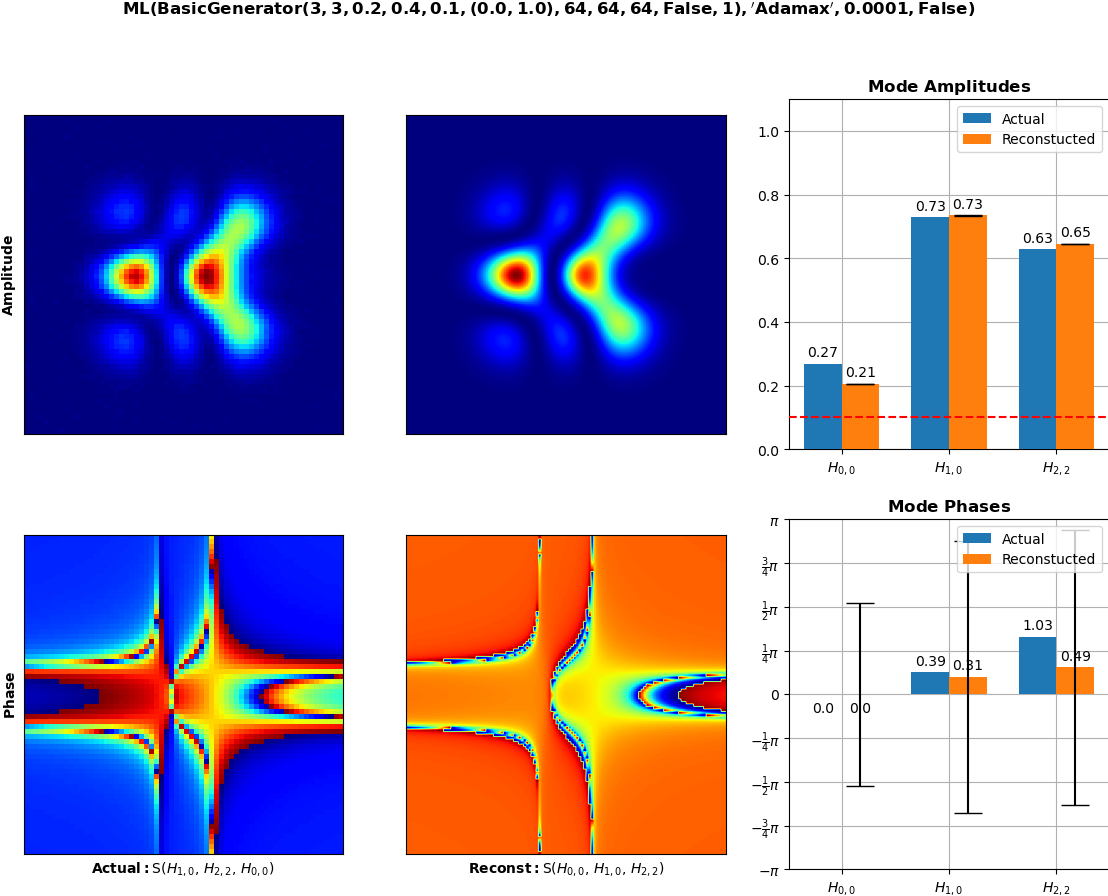 ML(BasicGenerator(3, 3, 0.2, 0.4, 0.1, (0.0, 1.0), 64, 64, 64, False, 1), ′Adamax′, 0.0001, False)
Amplitude
Mode Amplitudes
Actual
Reconstucted
1.0
0.8
0.6
0.4
0.2
0.0
0.27
0.21
0.73
0.73
0.63
0.65
H0,0
H1,0
H2,2
Phase
Actual: S(H1,0, H2,2, H0,0)
Reconst: S(H0,0, H1,0, H2,2)
Mode Phases
Actual
Reconstucted
π
3/4π
1/2π
1/4π
0
−1/4π
−1/2π
−3/4π
−π
0.0
0.0
0.39
0.31
1.03
0.49
H0,0
H1,0
H2,2